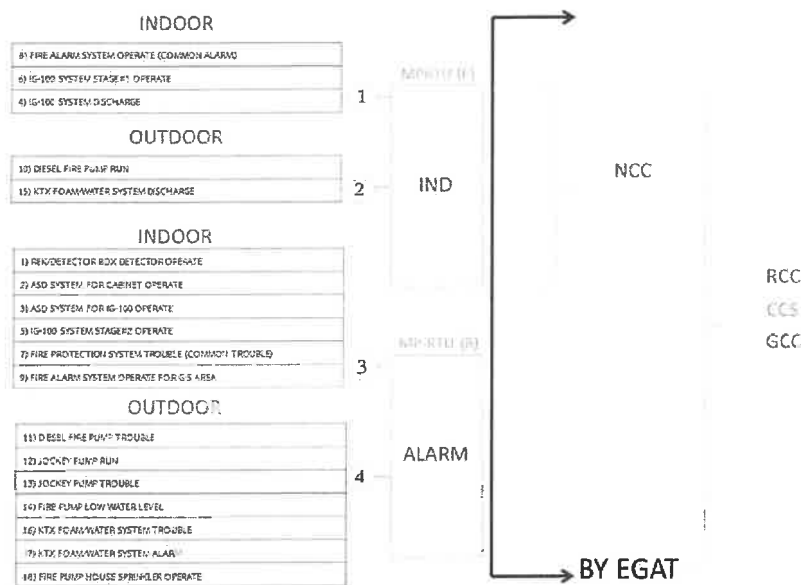 INDOOR
8) FIRE ALARM SYSTEM OPERATE (COMMON ALARM)
6) IG-100 SYSTEM STAGE#1 OPERATE
4) IG-100 SYSTEM DISCHARGE
1
OUTDOOR
10) DIESEL FIRE PUMP RUN
15) KTX FOAM/WATER SYSTEM DISCHARGE
2
INDOOR
1) DETECTOR BOX DETECTOR OPERATE
2) ASD SYSTEM FOR CABINET OPERATE
3) ASD SYSTEM FOR IG-100 OPERATE
5) IG-100 SYSTEM STAGE#2 OPERATE
7) FIRE PROTECTION SYSTEM TROUBLE (COMMON TROUBLE)
9) FIRE ALARM SYSTEM OPERATE FOR GIS AREA
3
OUTDOOR
11) DIESEL FIRE PUMP TROUBLE
12) JOCKEY PUMP RUN
13) JOCKEY PUMP TROUBLE
14) FIRE PUMP LOW WATER LEVEL
16) KTX FOAM/WATER SYSTEM TROUBLE
17) KTX FOAM/WATER SYSTEM ALARM
18) FIRE PUMP HOUSE SPRINKLER OPERATE
4
IND
ALARM
NCC
RCC
CCS
GCC
BY EGAT